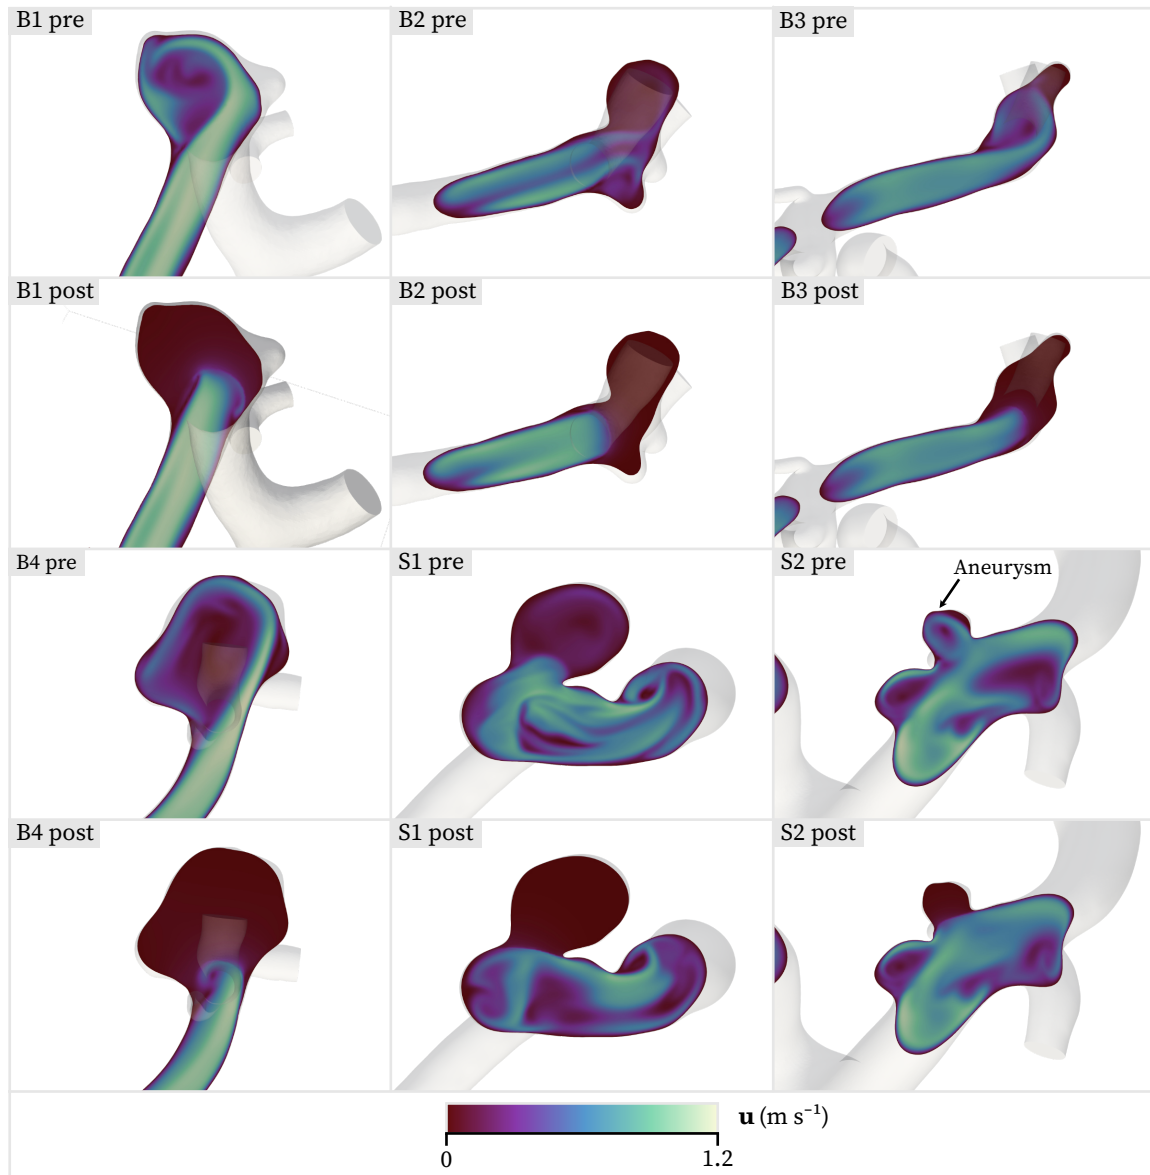 B1 pre
B2 pre
B3 pre
B1 post
B2 post
B3 post
B4 pre
S1 pre
S2 pre
Aneurysm
B4 post
S1 post
S2 post
u (m s⁻¹)
0
1.2